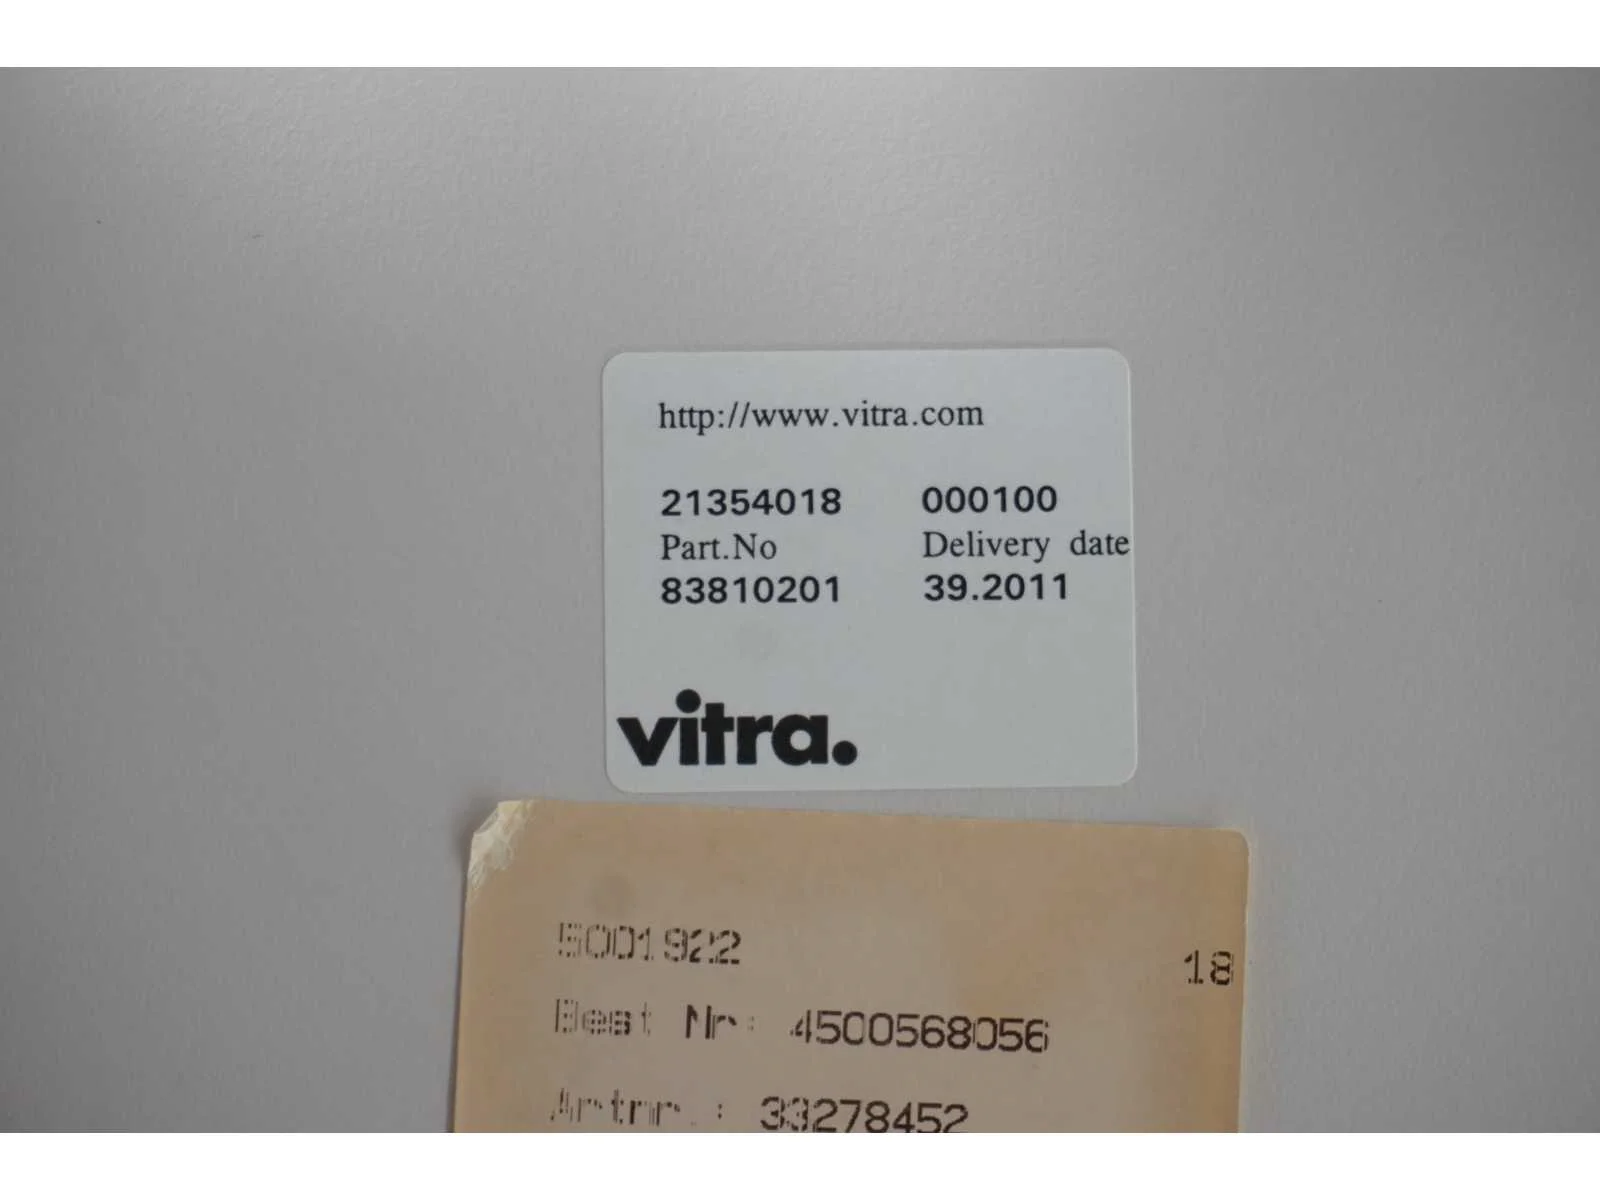 http://www.vitra.com
21354018 000100
Part.No Delivery date
83810201 39.2011
vitra.
5001922 18
Best Nr: 4500568056
Artnr.: 33278452